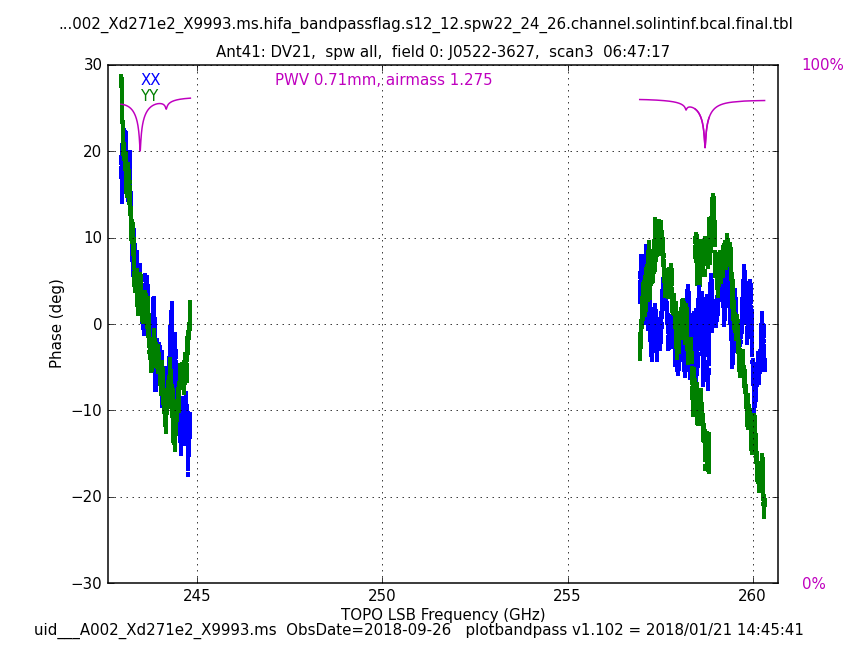 ...002_Xd271e2_X9993.ms.hifa_bandpassflag.s12_12.spw22_24_26.channel.solintinf.bcal.final.tbl
Ant41: DV21,  spw all,  field 0: J0522-3627,  scan3  06:47:17
30
100%
XX
PWV 0.71mm, airmass 1.275
YY
20
10
Phase (deg)
0
−10
−20
−30
0%
245
250
255
260
TOPO LSB Frequency (GHz)
uid___A002_Xd271e2_X9993.ms  ObsDate=2018-09-26   plotbandpass v1.102 = 2018/01/21 14:45:41